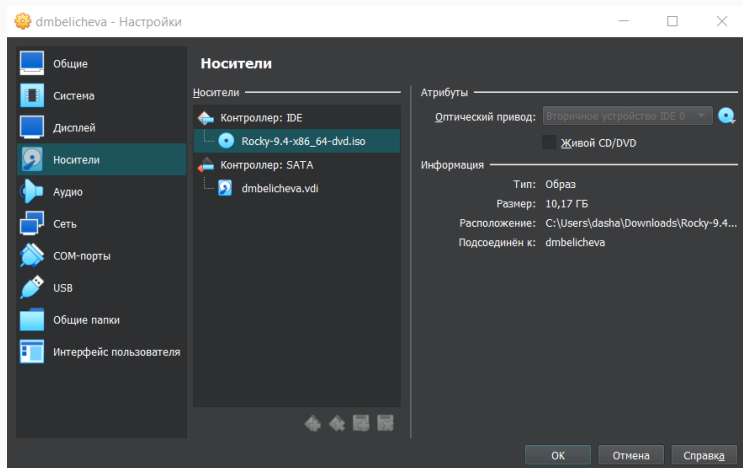 dmbelicheva - Настройки
Общие
Система
Дисплей
Носители
Аудио
Сеть
COM-порты
USB
Общие папки
Интерфейс пользователя
Носители
Носители
Контроллер: IDE
Rocky-9.4-x86_64-dvd.iso
Контроллер: SATA
dmbelicheva.vdi
Атрибуты
Оптический привод: Вторичное устройство IDE 0
Живой CD/DVD
Информация
Тип: Образ
Размер: 10,17 ГБ
Расположение: C:\Users\dasha\Downloads\Rocky-9.4...
Подсоединён к: dmbelicheva
OK Отмена Справка